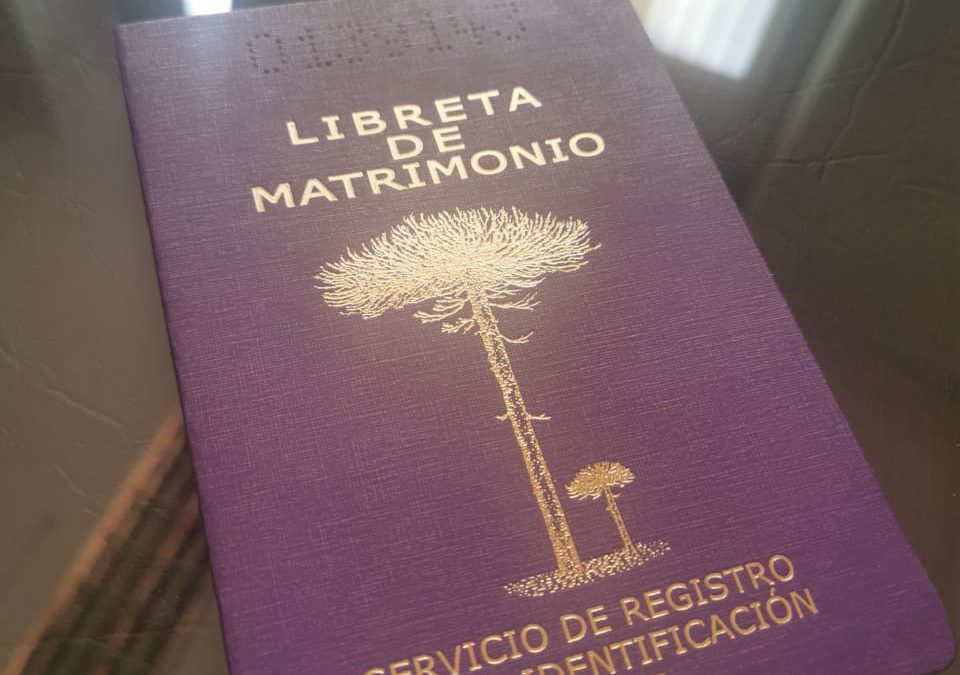 LIBRETA
DE
MATRIMONIO
SERVICIO DE REGISTRO
IDENTIFICACIÓN